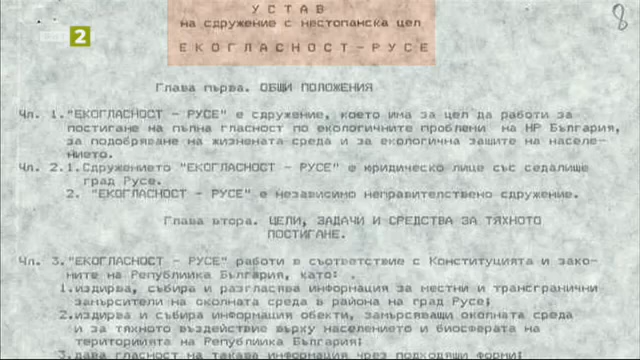 2
8
УСТАВ
на сдружение с нестопанска цел
ЕКОГЛАСНОСТ-РУСЕ
Глава първа. ОБЩИ ПОЛОЖЕНИЯ
Чл. 1."ЕКОГЛАСНОСТ - РУСЕ" е сдружение, което има за цел да работи за
постигане на пълна гласност по екологичните проблени на НР България,
за подобряване на жизнената среда и за екологична защите на населе-
нието.
Чл. 2.1.Сдружението "ЕКОГЛАСНОСТ - РУСЕ" е юридическо лице със седалище
град Русе.
2. "ЕКОГЛАСНОСТ - РУСЕ" е независимо неправителствено сдружение.
Глава втора. ЦЕЛИ, ЗАДАЧИ И СРЕДСТВА ЗА ТЯХНОТО
ПОСТИГАНЕ.
Чл. 3."ЕКОГЛАСНОСТ - РУСЕ" работи в съответствие с Конституцията и зако-
ните на Република България, като:
1.издирва, събира и разгласява информация за местни и трансгранични
замърсители на околната среда в района на град Русе;
2.издирва и събира информация обекти, замърсяващи околната среда
и за тяхното въздействие върху населението и биосферата на
територията на Република България;
3.дава гласност на такава информация чрез подходящи форми;